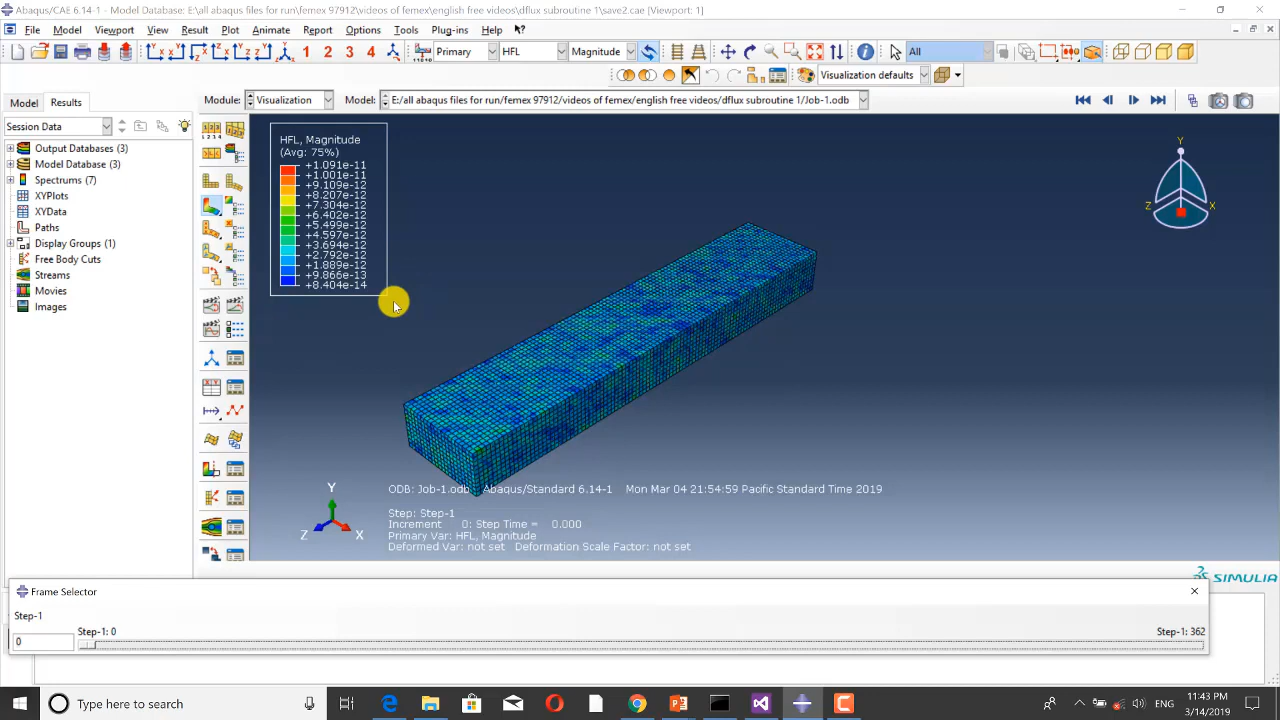 Abaqus/CAE 6.14-1 - Model Database: E:\all abaqus files for run\femex 97912\videos of femex\english free videos\dflux subroutine 1\save2.cae [Viewport: 1]
File Model Viewport View Result Plot Animate Report Options Tools Plug-ins Help
1 2 3 4 Primary HFL Magnitude All
Visualization defaults
Model Results Module: Visualization Model: E:/all abaqus files for run/femex 97912/videos of femex/english free videos/dflux subroutine 1/Job-1.odb
Session Data
Output Databases (3)
Model Database (3)
Spectrums (7)
XYPlots
XYData
Paths
Display Groups (1)
Free Body Cuts
Streams
Movies
Images
HFL, Magnitude
(Avg: 75%)
+1.091e-11
+1.001e-11
+9.109e-12
+8.207e-12
+7.304e-12
+6.402e-12
+5.499e-12
+4.597e-12
+3.694e-12
+2.792e-12
+1.889e-12
+9.865e-13
+8.404e-14
Y
Z X
Y
Z X
ODB: Job-1.odb Abaqus/Standard 6.14-1 Mon Mar 04 21:54:59 Pacific Standard Time 2019
Step: Step-1
Increment 0: Step Time = 0.000
Primary Var: HFL, Magnitude
Deformed Var: not set Deformation Scale Factor: not set
SIMULIA
Frame Selector
Step-1
Step-1: 0 Step-1: 362
0
Type here to search
ENG
11:43 PM
3/14/2019